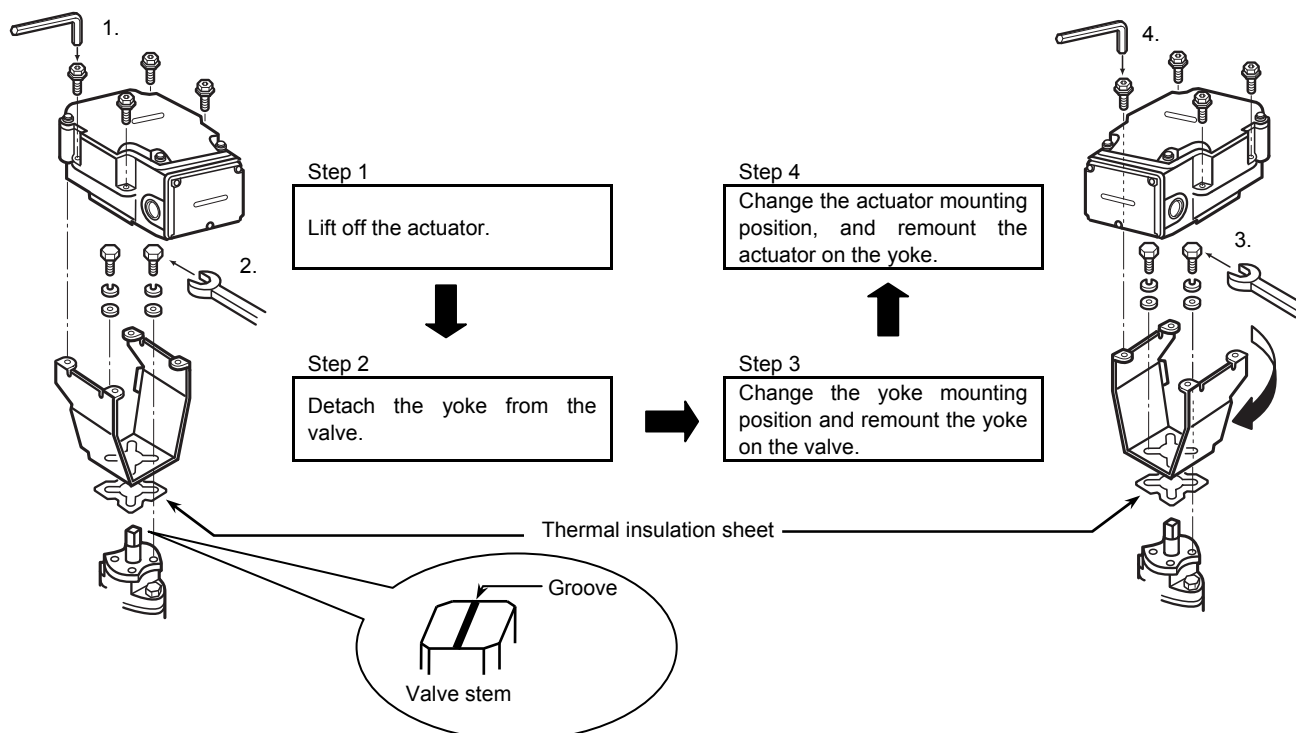 1.
4.
Step 1
Lift off the actuator.
2.
Step 2
Detach the yoke from the
valve.
Step 4
Change the actuator mounting
position, and remount the
actuator on the yoke.
3.
Step 3
Change the yoke mounting
position and remount the yoke
on the valve.
Thermal insulation sheet
Groove
Valve stem